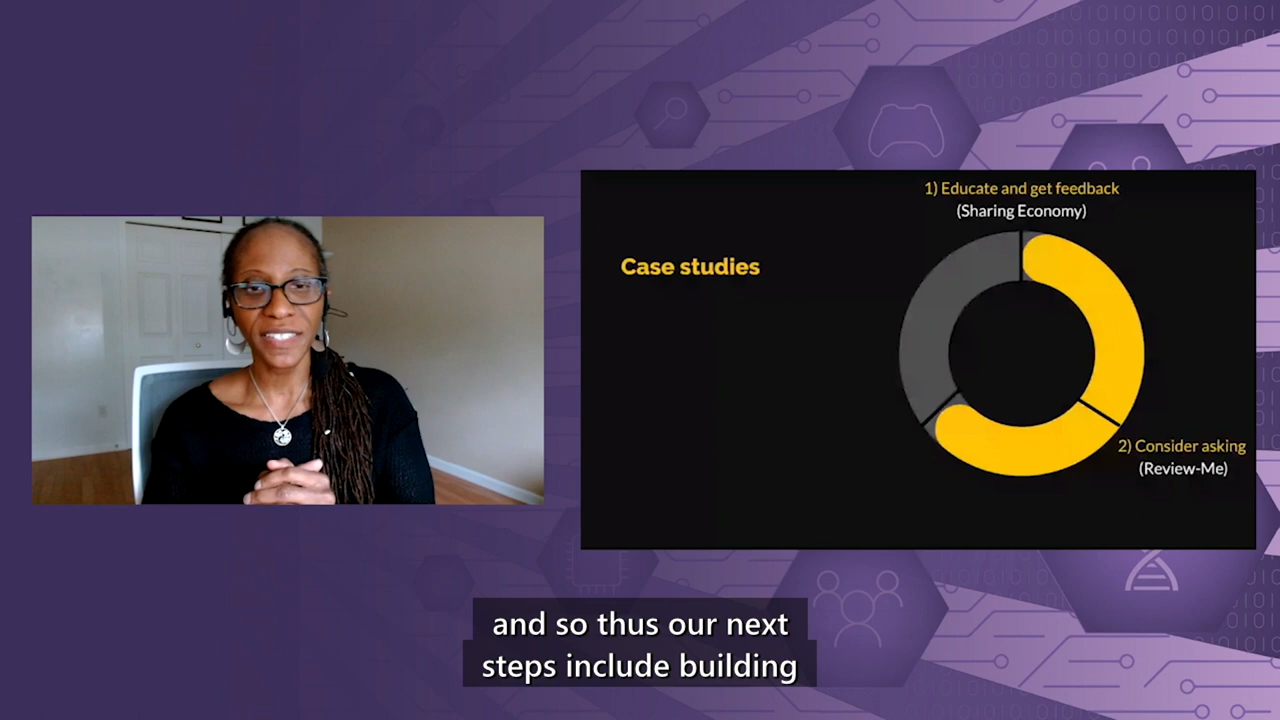 1) Educate and get feedback
(Sharing Economy)
Case studies
2) Consider asking
(Review-Me)
and so thus our next
steps include building